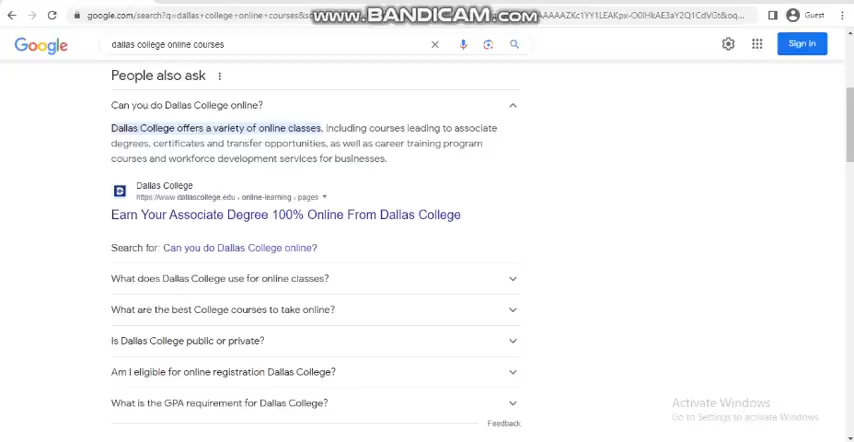 google.com/search?q=dallas+college+online+courses&
WWW.BANDICAM.COM
Guest
Google
dallas college online courses
Sign in
People also ask
Can you do Dallas College online?
Dallas College offers a variety of online classes, including courses leading to associate
degrees, certificates and transfer opportunities, as well as career training program
courses and workforce development services for businesses.
Dallas College
https://www.dallascollege.edu › online-learning › pages
Earn Your Associate Degree 100% Online From Dallas College
Search for: Can you do Dallas College online?
What does Dallas College use for online classes?
What are the best College courses to take online?
Is Dallas College public or private?
Am I eligible for online registration Dallas College?
What is the GPA requirement for Dallas College?
Feedback
Activate Windows
Go to Settings to activate Windows.